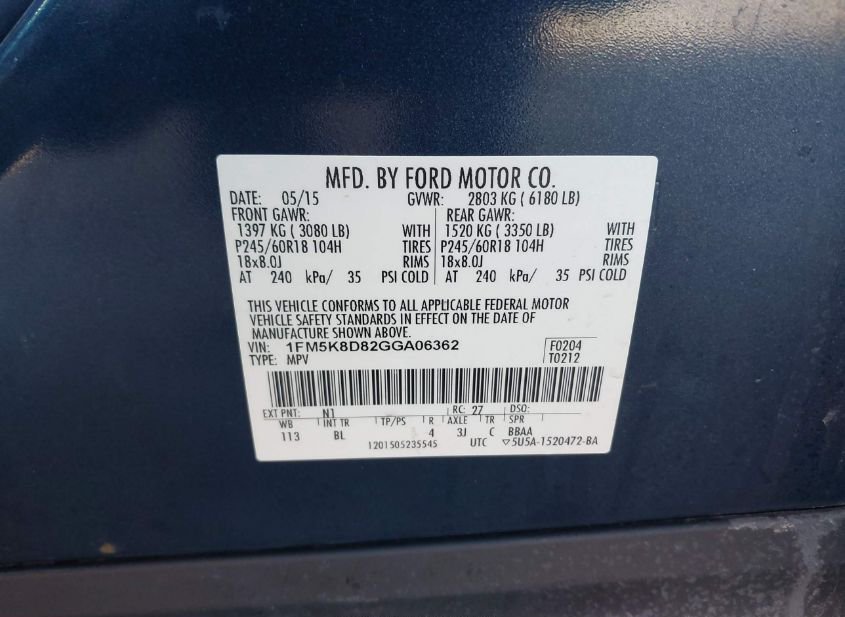 MFD. BY FORD MOTOR CO.
DATE: 05/15 GVWR: 2803 KG ( 6180 LB)
FRONT GAWR: REAR GAWR:
1397 KG ( 3080 LB) WITH 1520 KG ( 3350 LB) WITH
P245/60R18 104H TIRES P245/60R18 104H TIRES
18x8.0J RIMS 18x8.0J RIMS
AT 240 kPa/ 35 PSI COLD AT 240 kPa/ 35 PSI COLD
THIS VEHICLE CONFORMS TO ALL APPLICABLE FEDERAL MOTOR
VEHICLE SAFETY STANDARDS IN EFFECT ON THE DATE OF
MANUFACTURE SHOWN ABOVE.
VIN: 1FM5K8D82GGA06362 F0204
TYPE: MPV T0212
EXT PNT: N1 RC: 27 DSO:
WB INT TR TP/PS R AXLE TR SPR
113 BL 4 3J C BBAA
1201505235545 UTC ▽5U5A-1520472-BA